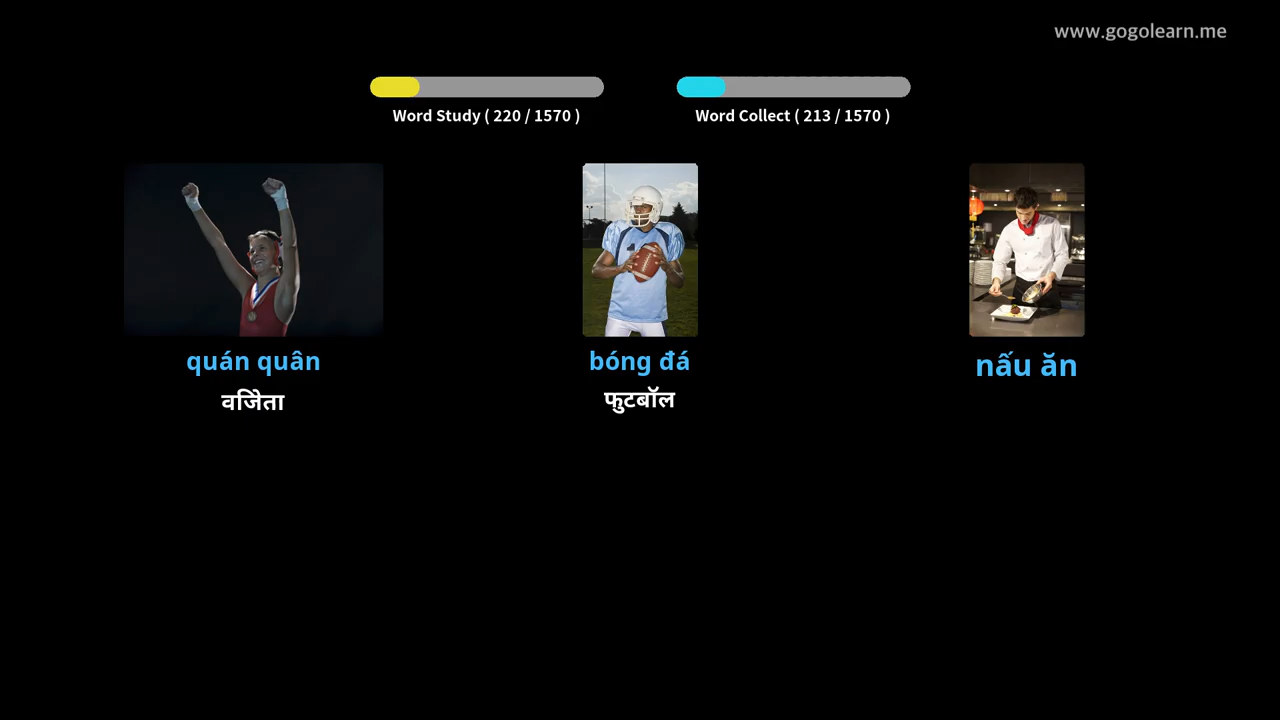 www.gogolearn.me
Word Study ( 220 / 1570 )
Word Collect ( 213 / 1570 )
quán quân
bóng đá
nấu ăn
विजेता
फुटबॉल